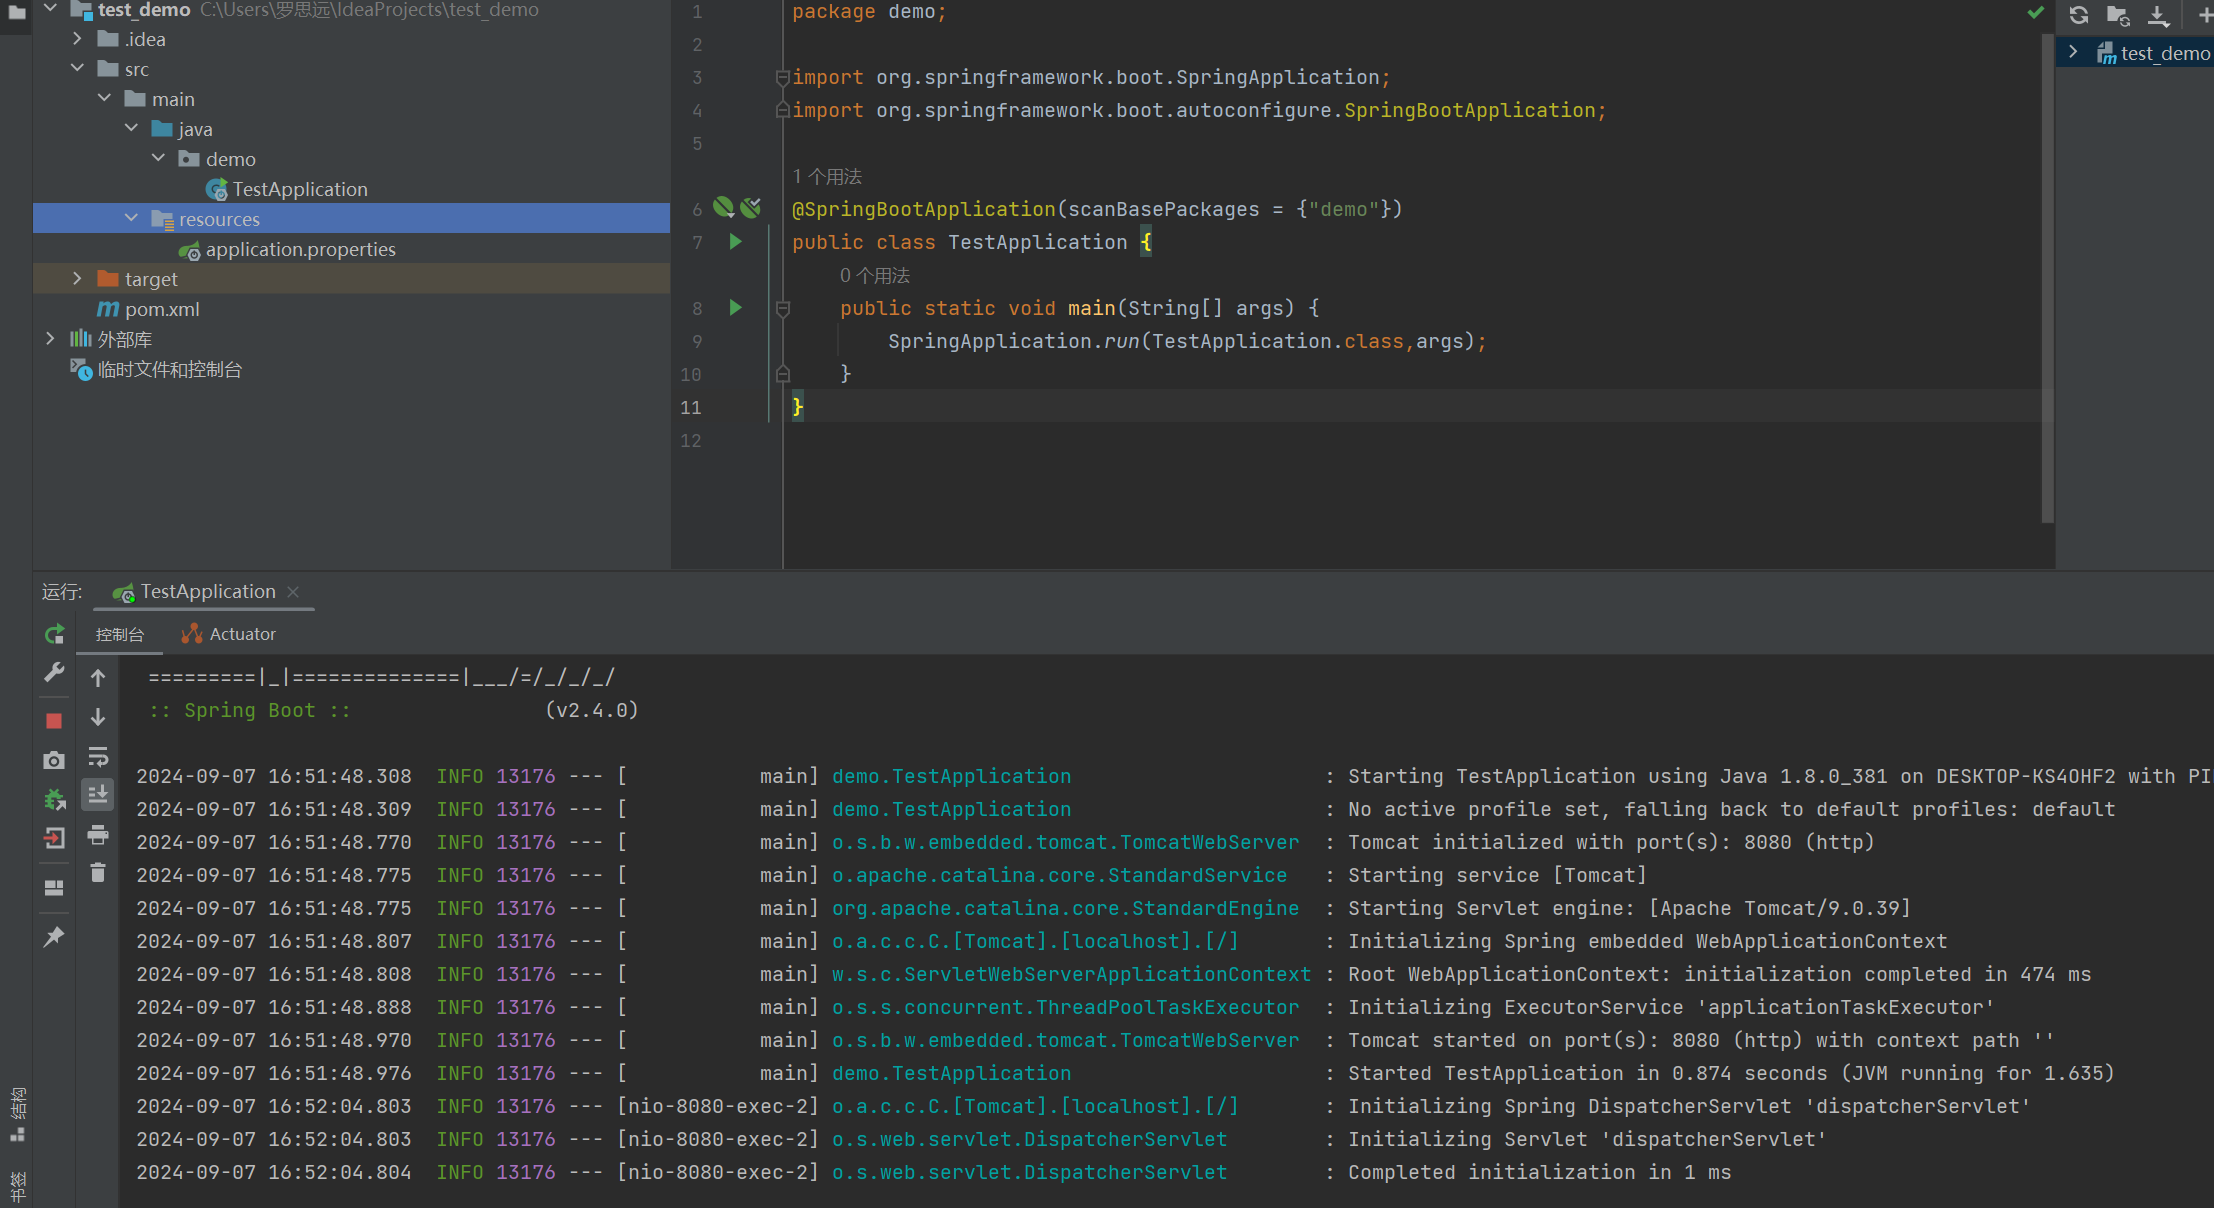 test_demo C:\Users\罗思远\IdeaProjects\test_demo
.idea
src
main
java
demo
TestApplication
resources
application.properties
target
pom.xml
外部库
临时文件和控制台
1 package demo;
2
3 import org.springframework.boot.SpringApplication;
4 import org.springframework.boot.autoconfigure.SpringBootApplication;
5
1 个用法
6 @SpringBootApplication(scanBasePackages = {"demo"})
7 public class TestApplication {
0 个用法
8 public static void main(String[] args) {
9 SpringApplication.run(TestApplication.class,args);
10 }
11 }
12
test_demo
运行: TestApplication
控制台 Actuator
=========|_|==============|___/=/_/_/_/
:: Spring Boot :: (v2.4.0)
2024-09-07 16:51:48.308 INFO 13176 --- [ main] demo.TestApplication : Starting TestApplication using Java 1.8.0_381 on DESKTOP-KS4OHF2 with PI
2024-09-07 16:51:48.309 INFO 13176 --- [ main] demo.TestApplication : No active profile set, falling back to default profiles: default
2024-09-07 16:51:48.770 INFO 13176 --- [ main] o.s.b.w.embedded.tomcat.TomcatWebServer : Tomcat initialized with port(s): 8080 (http)
2024-09-07 16:51:48.775 INFO 13176 --- [ main] o.apache.catalina.core.StandardService : Starting service [Tomcat]
2024-09-07 16:51:48.775 INFO 13176 --- [ main] org.apache.catalina.core.StandardEngine : Starting Servlet engine: [Apache Tomcat/9.0.39]
2024-09-07 16:51:48.807 INFO 13176 --- [ main] o.a.c.c.C.[Tomcat].[localhost].[/] : Initializing Spring embedded WebApplicationContext
2024-09-07 16:51:48.808 INFO 13176 --- [ main] w.s.c.ServletWebServerApplicationContext : Root WebApplicationContext: initialization completed in 474 ms
2024-09-07 16:51:48.888 INFO 13176 --- [ main] o.s.s.concurrent.ThreadPoolTaskExecutor : Initializing ExecutorService 'applicationTaskExecutor'
2024-09-07 16:51:48.970 INFO 13176 --- [ main] o.s.b.w.embedded.tomcat.TomcatWebServer : Tomcat started on port(s): 8080 (http) with context path ''
2024-09-07 16:51:48.976 INFO 13176 --- [ main] demo.TestApplication : Started TestApplication in 0.874 seconds (JVM running for 1.635)
2024-09-07 16:52:04.803 INFO 13176 --- [nio-8080-exec-2] o.a.c.c.C.[Tomcat].[localhost].[/] : Initializing Spring DispatcherServlet 'dispatcherServlet'
2024-09-07 16:52:04.803 INFO 13176 --- [nio-8080-exec-2] o.s.web.servlet.DispatcherServlet : Initializing Servlet 'dispatcherServlet'
2024-09-07 16:52:04.804 INFO 13176 --- [nio-8080-exec-2] o.s.web.servlet.DispatcherServlet : Completed initialization in 1 ms
结构
书签